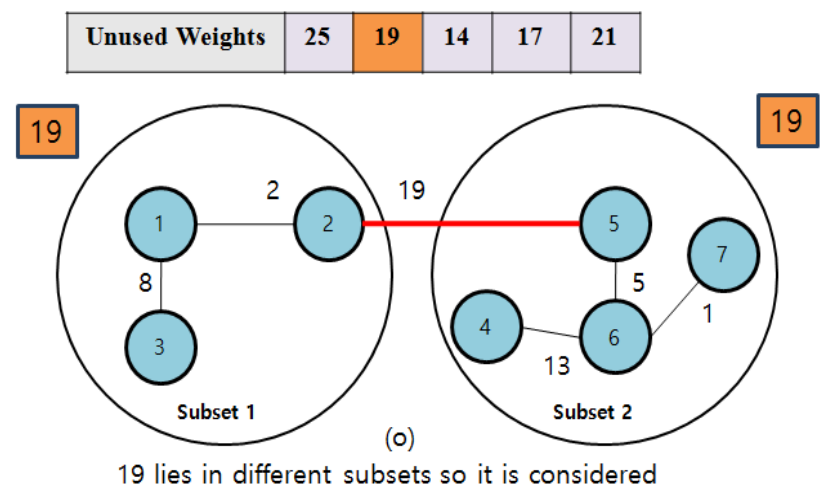 Unused Weights 25 19 14 17 21
19 19
2 19
1 2 5 7
8 5 1
3 4 6
13
Subset 1 Subset 2
(o)
19 lies in different subsets so it is considered